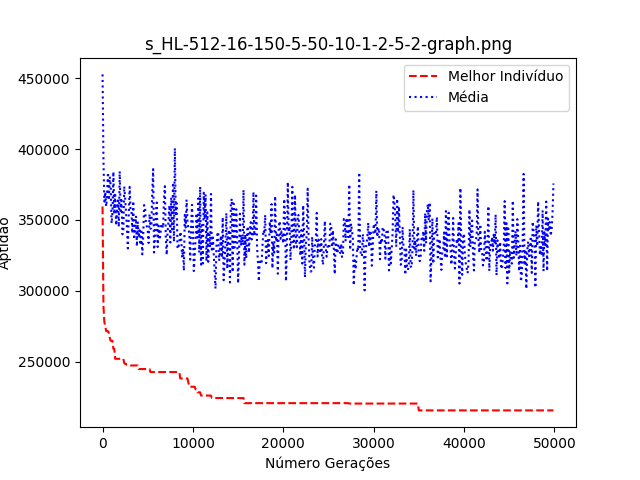 s_HL-512-16-150-5-50-10-1-2-5-2-graph.png
Melhor Indivíduo
Média
450000
400000
350000
300000
250000
Aptidão
0 10000 20000 30000 40000 50000
Número Gerações